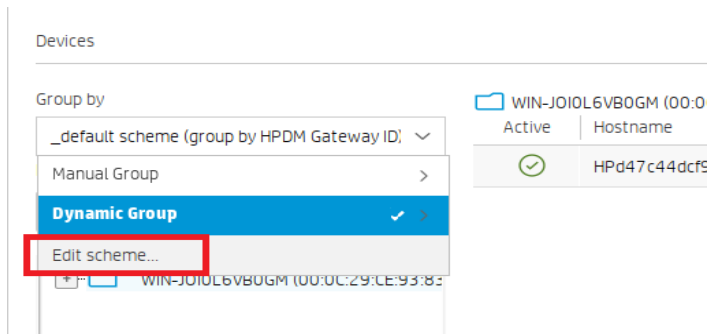 Devices
Group by
_default scheme (group by HPDM Gateway ID)
Manual Group
Dynamic Group
Edit scheme...
WIN-JOI0L6VB0GM (00:0C:29:CE:93:83
WIN-JOI0L6VB0GM (00:0
Active Hostname
HPd47c44dcf9